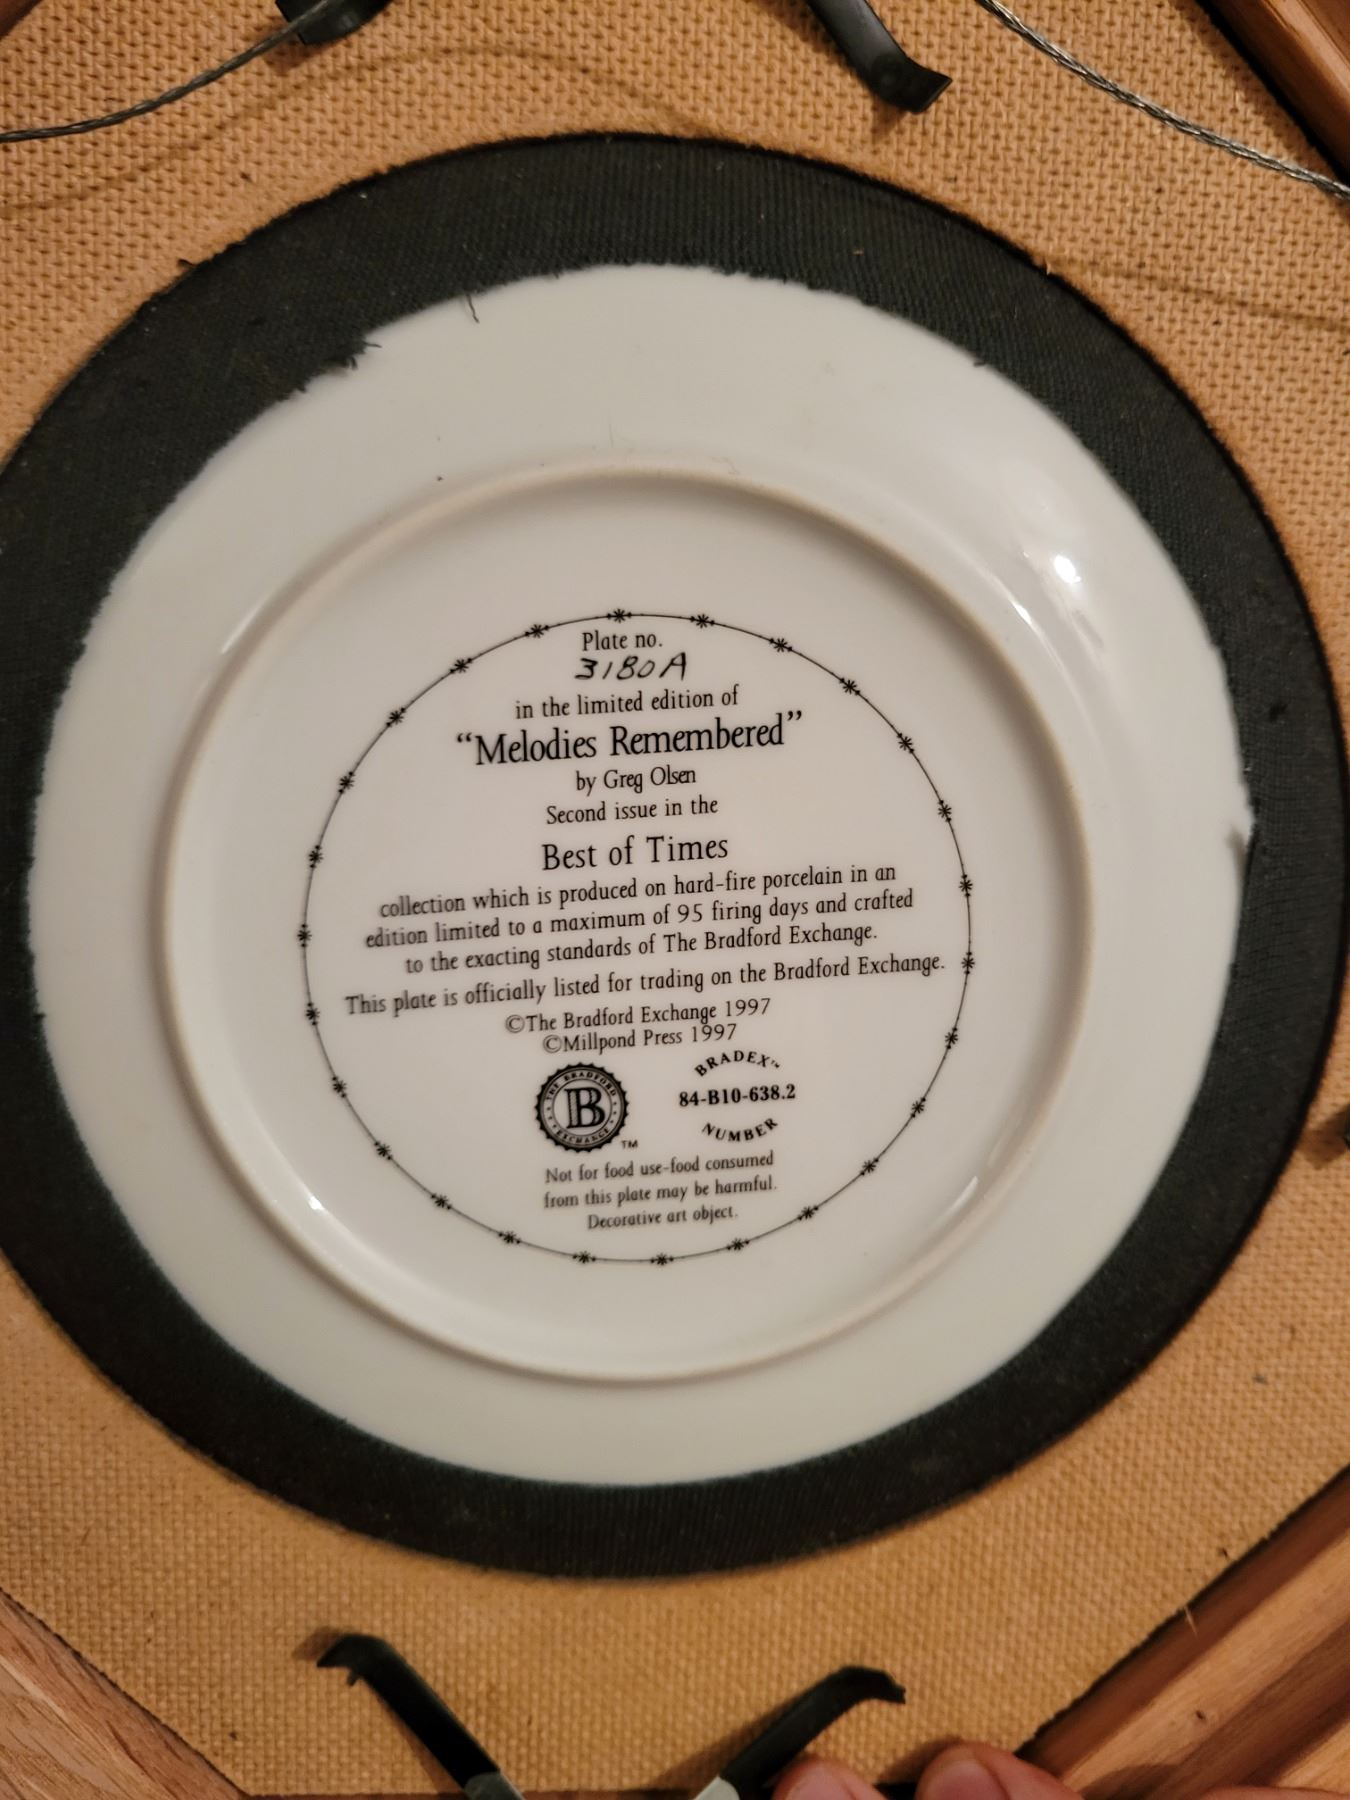 Plate no.
3180A
in the limited edition of
“Melodies Remembered”
by Greg Olsen
Second issue in the
Best of Times
collection which is produced on hard-fire porcelain in an
edition limited to a maximum of 95 firing days and crafted
to the exacting standards of The Bradford Exchange.
This plate is officially listed for trading on the Bradford Exchange.
©The Bradford Exchange 1997
©Millpond Press 1997
THE BRADFORD
B
EXCHANGE
TM
BRADEX™
84-B10-638.2
NUMBER
Not for food use-food consumed
from this plate may be harmful.
Decorative art object.